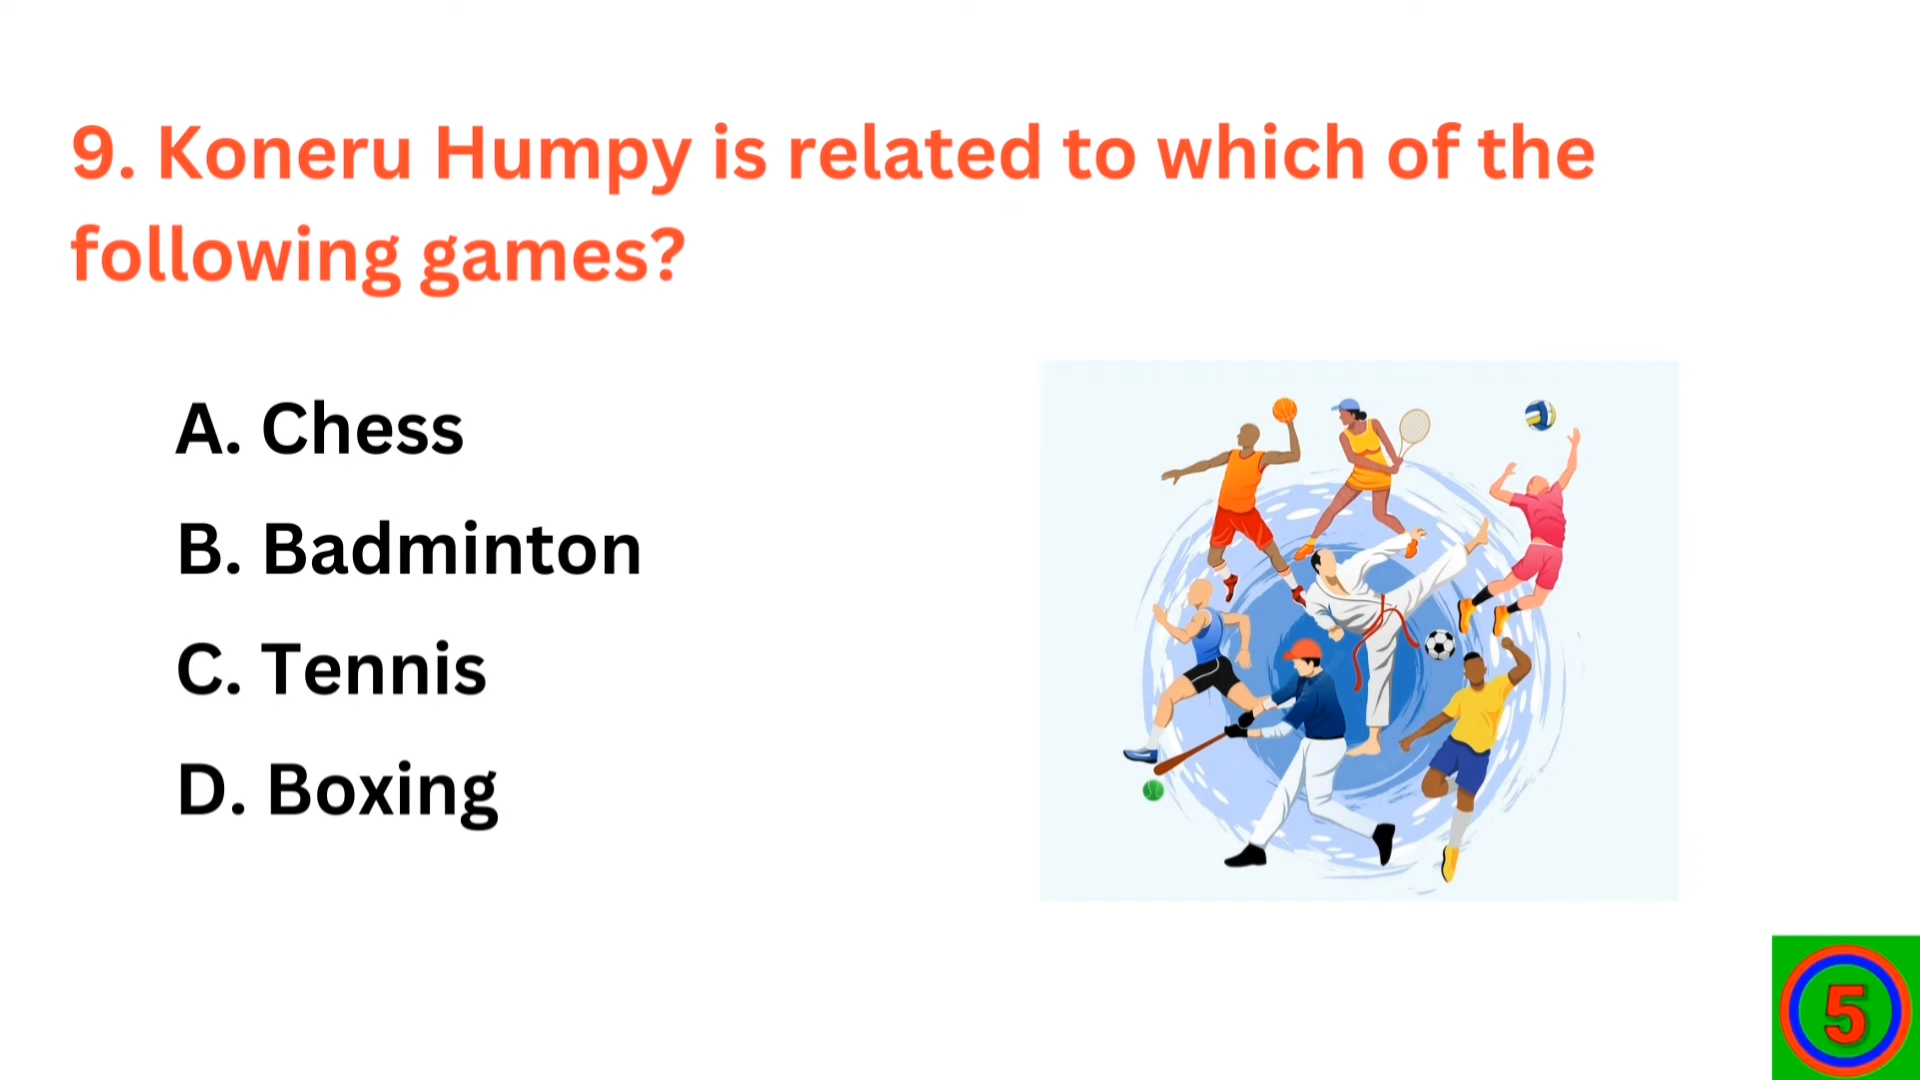 9. Koneru Humpy is related to which of the
following games?
A. Chess
B. Badminton
C. Tennis
D. Boxing
5